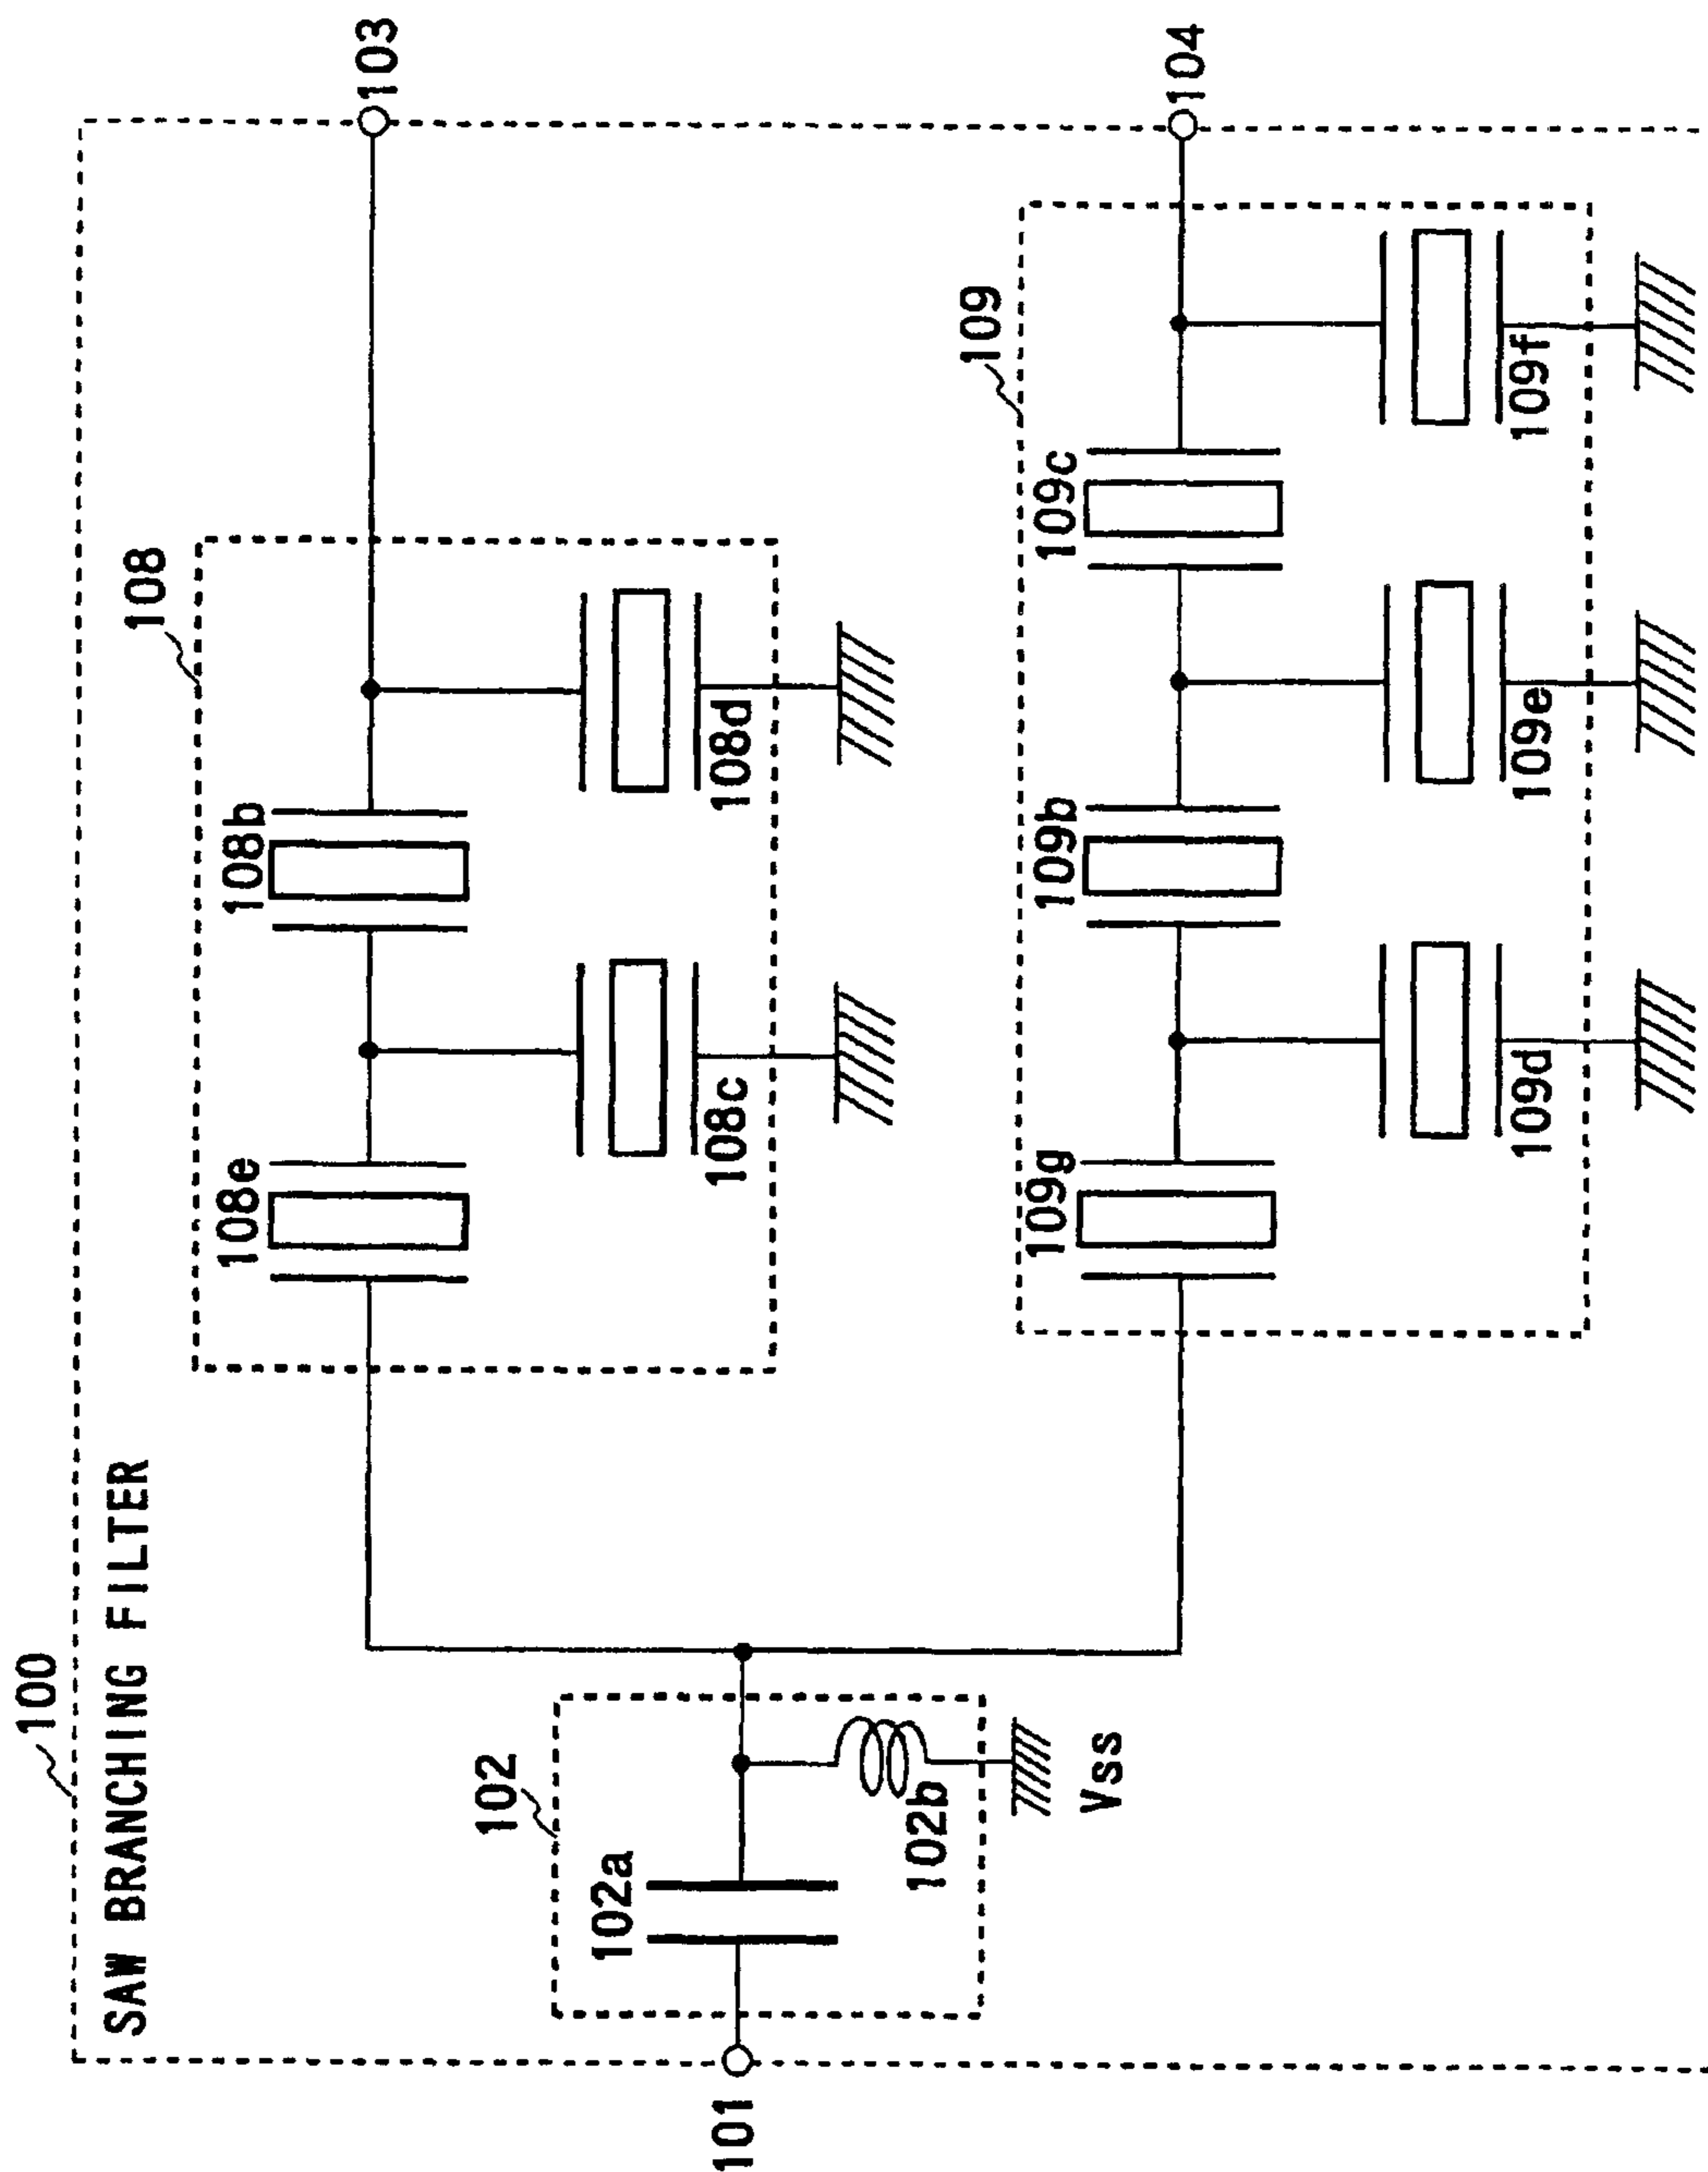 100
SAW BRANCHING FILTER
108
103
108e
108b
108c
108d
102
102a
101
102b
Vss
109
104
109g
109b
109c
109d
109e
109f